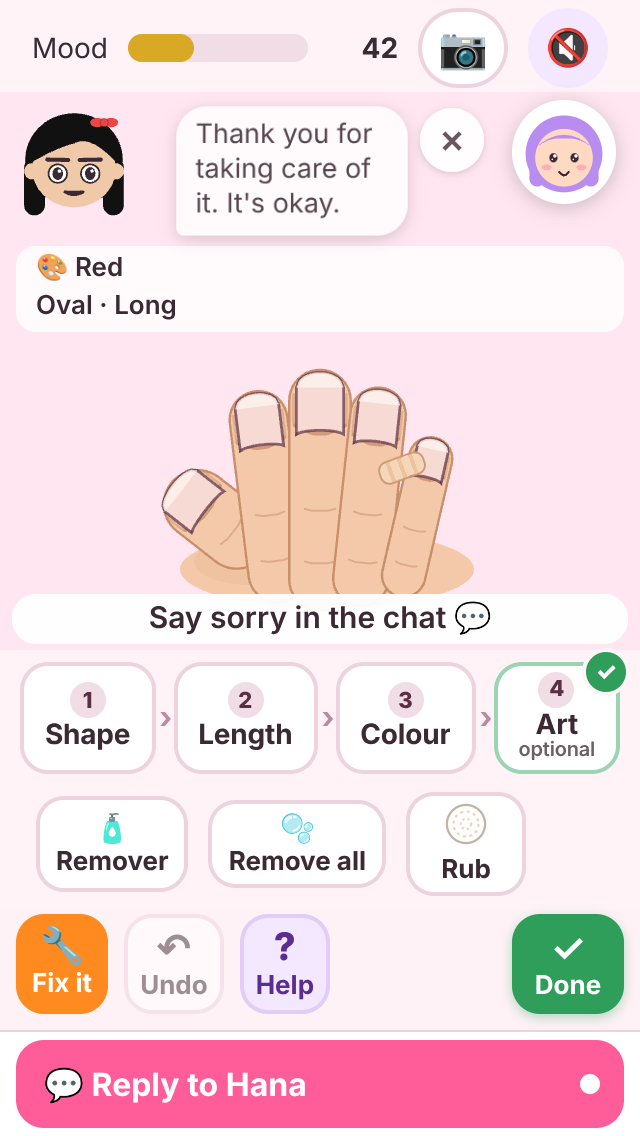 Mood
42
Thank you for
taking care of
it. It's okay.
Red
Oval · Long
Say sorry in the chat
1
Shape
2
Length
3
Colour
4
Art
optional
Remover
Remove all
Rub
Fix it
Undo
?
Help
Done
Reply to Hana